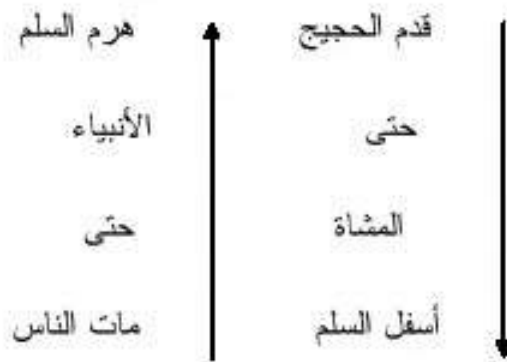 قدم الحجيج
حتى
المشاة
أسفل السلم
هرم السلم
الأنبياء
حتى
مات الناس